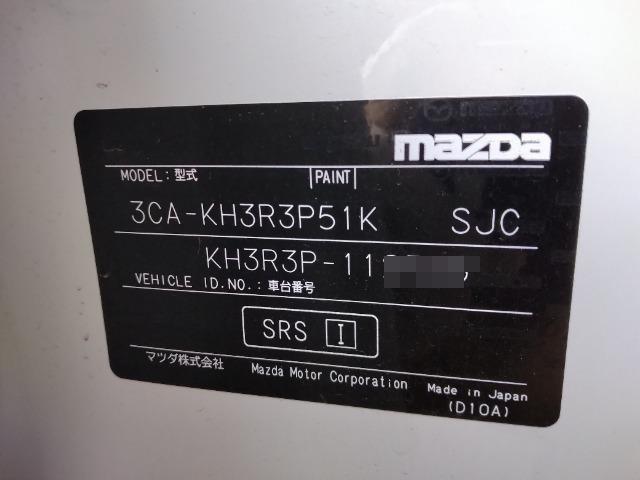 mazda
MODEL: 型式 PAINT
3CA-KH3R3P51K SJC
KH3R3P-11
VEHICLE ID.NO.: 車台番号
SRS I
マツダ株式会社 Mazda Motor Corporation Made in Japan
(D10A)